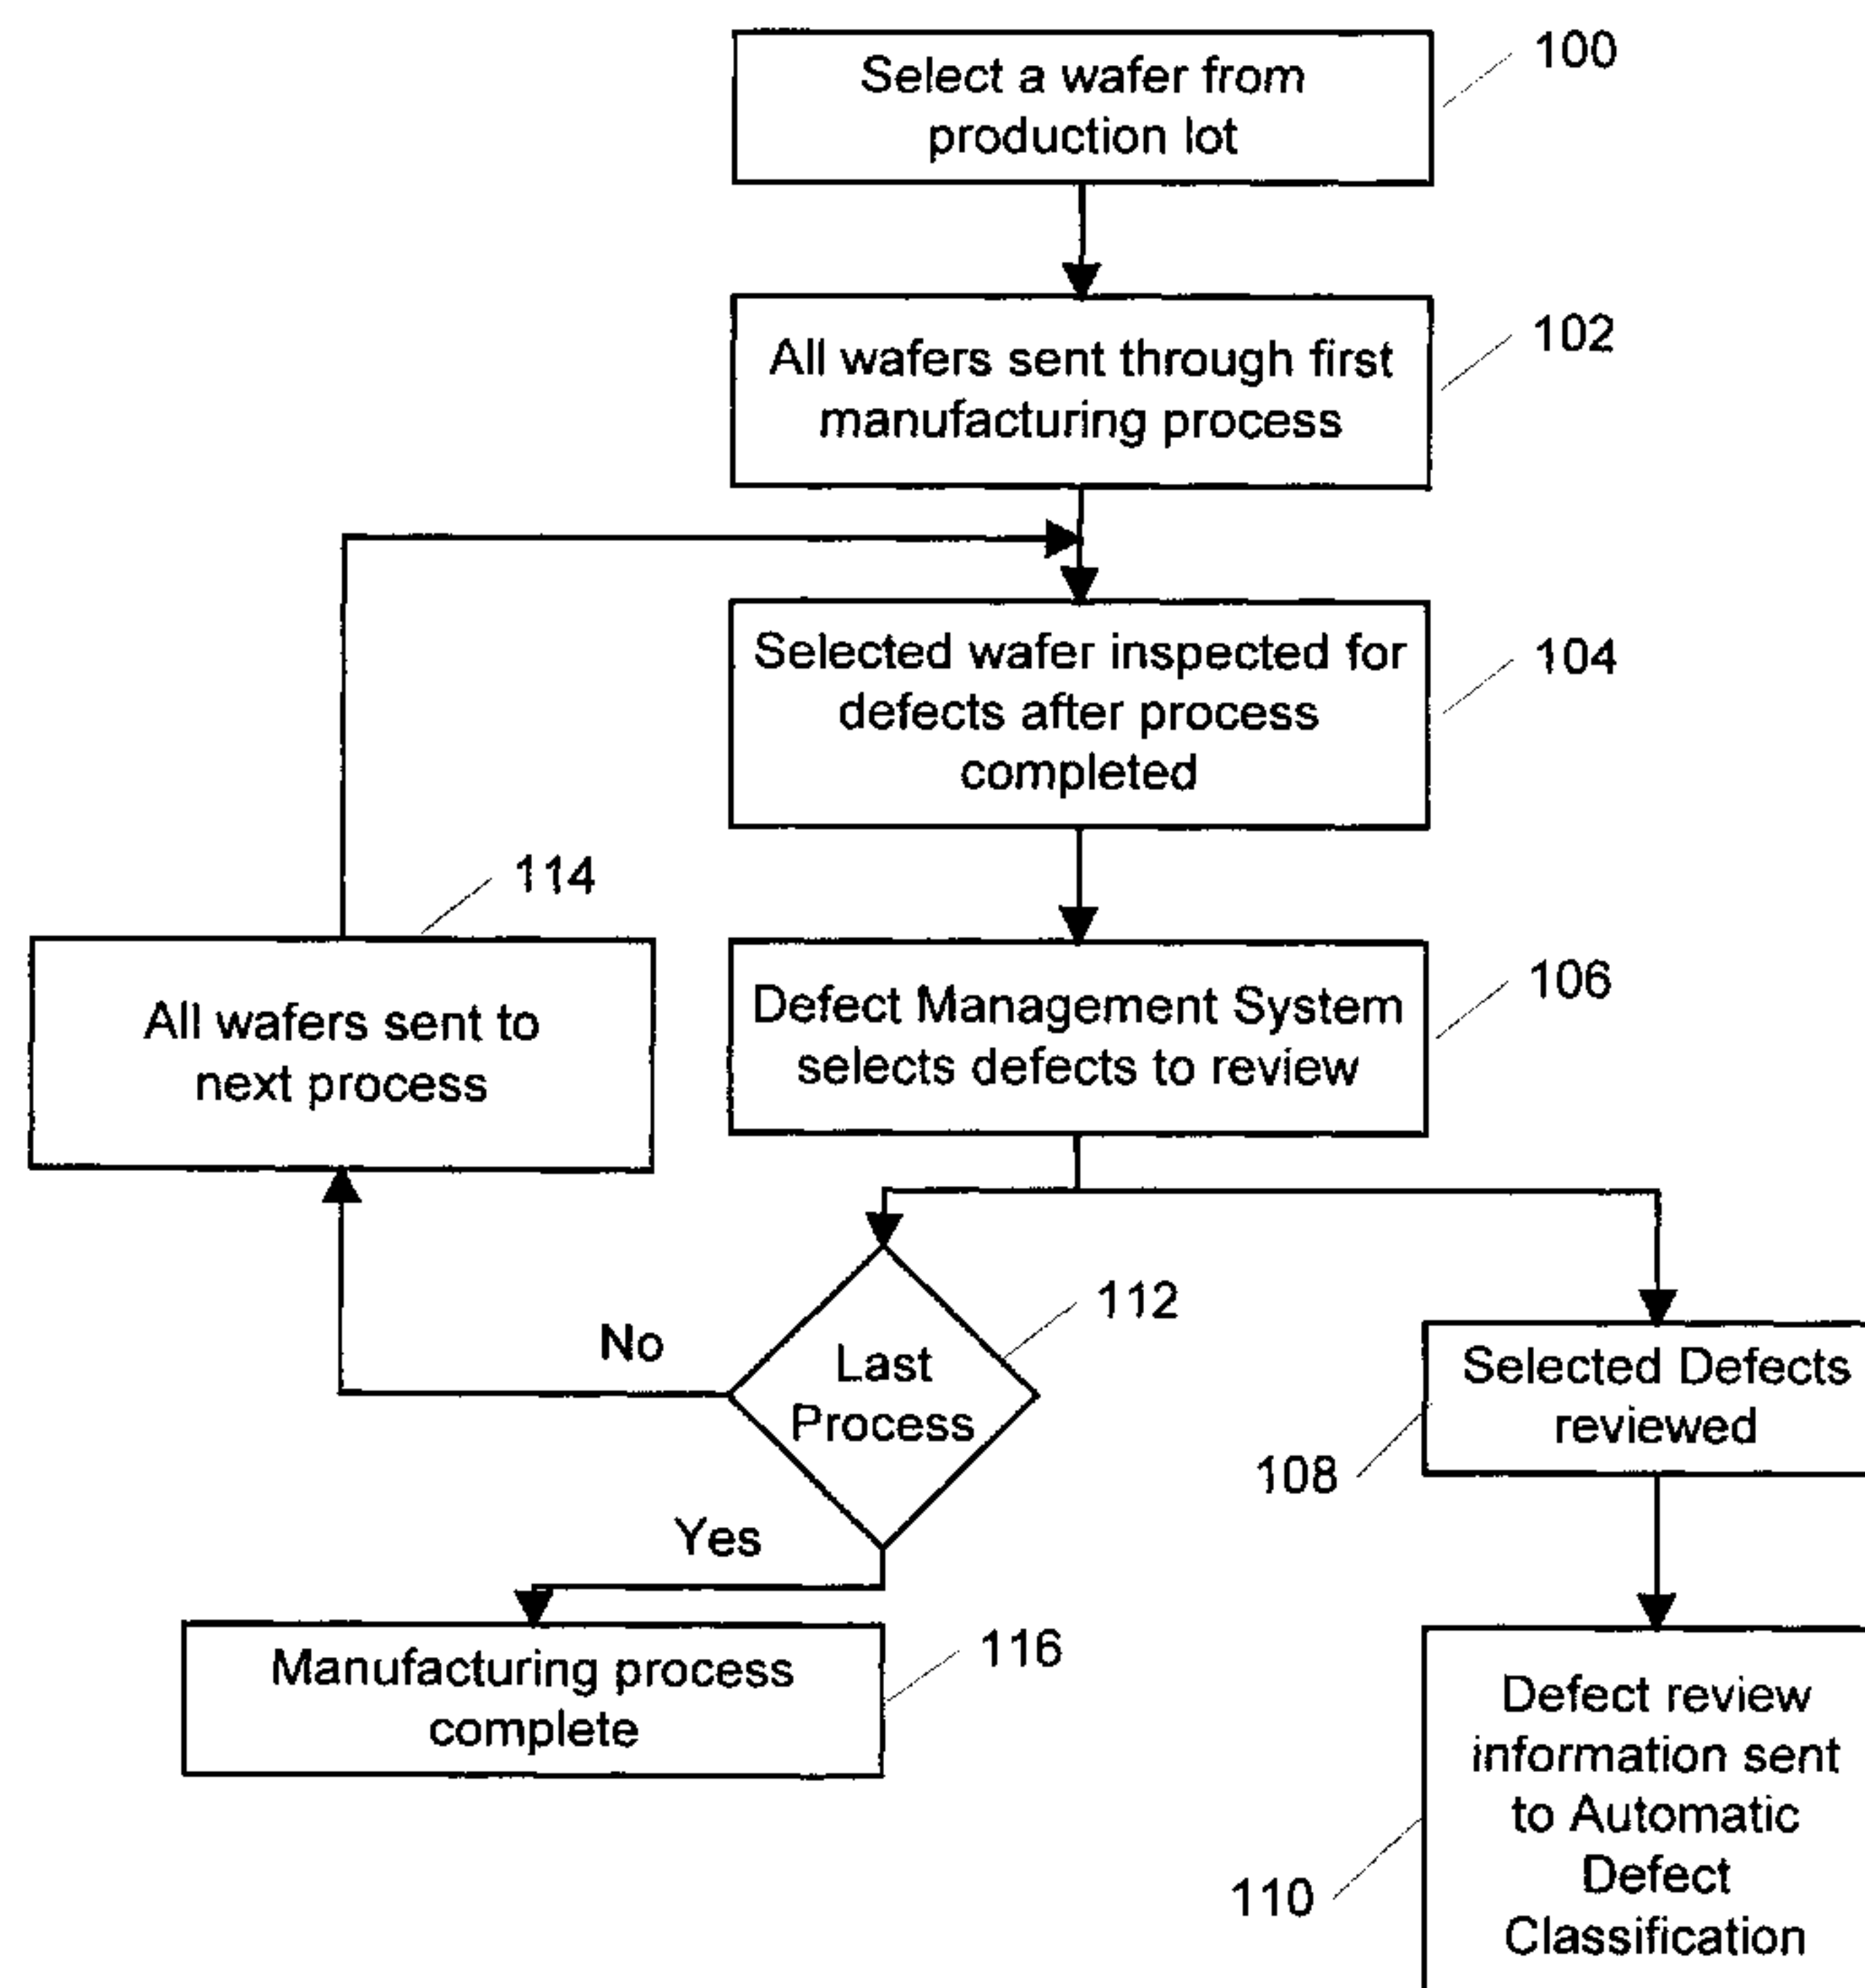 Select a wafer from
production lot
100
All wafers sent through first
manufacturing process
102
Selected wafer inspected for
defects after process
completed
104
114
All wafers sent to
next process
Defect Management System
selects defects to review
106
112
No
Last
Process
Selected Defects
reviewed
108
Yes
Manufacturing process
complete
116
Defect review
information sent
to Automatic
Defect
Classification
110